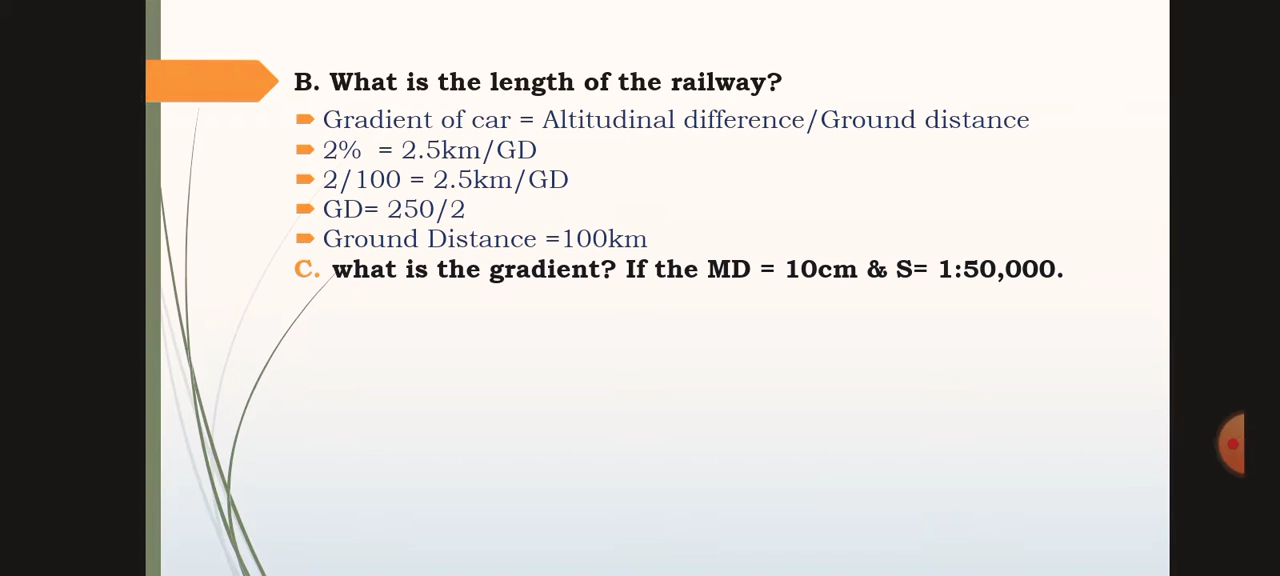 B. What is the length of the railway?
Gradient of car = Altitudinal difference/Ground distance
2% = 2.5km/GD
2/100 = 2.5km/GD
GD= 250/2
Ground Distance =100km
C. what is the gradient? If the MD = 10cm & S= 1:50,000.